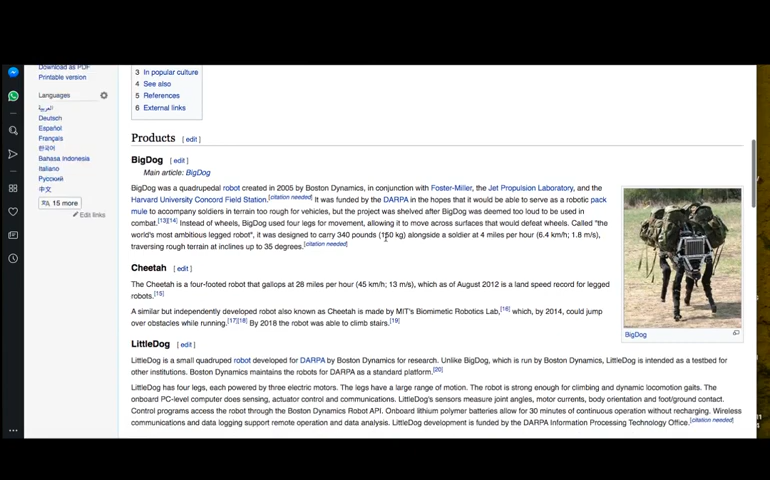 Download as PDF
Printable version
Languages
العربية
Deutsch
Español
Français
한국어
Bahasa Indonesia
Italiano
Русский
中文
15 more
Edit links
3 In popular culture
4 See also
5 References
6 External links
Products [ edit ]
BigDog [ edit ]
Main article: BigDog
BigDog was a quadrupedal robot created in 2005 by Boston Dynamics, in conjunction with Foster-Miller, the Jet Propulsion Laboratory, and the
Harvard University Concord Field Station.[citation needed] It was funded by the DARPA in the hopes that it would be able to serve as a robotic pack
mule to accompany soldiers in terrain too rough for vehicles, but the project was shelved after BigDog was deemed too loud to be used in
combat.[13][14] Instead of wheels, BigDog used four legs for movement, allowing it to move across surfaces that would defeat wheels. Called "the
world's most ambitious legged robot", it was designed to carry 340 pounds (150 kg) alongside a soldier at 4 miles per hour (6.4 km/h; 1.8 m/s),
traversing rough terrain at inclines up to 35 degrees.[citation needed]
BigDog
Cheetah [ edit ]
The Cheetah is a four-footed robot that gallops at 28 miles per hour (45 km/h; 13 m/s), which as of August 2012 is a land speed record for legged
robots.[15]
A similar but independently developed robot also known as Cheetah is made by MIT's Biomimetic Robotics Lab,[16] which, by 2014, could jump
over obstacles while running.[17][18] By 2018 the robot was able to climb stairs.[19]
LittleDog [ edit ]
LittleDog is a small quadruped robot developed for DARPA by Boston Dynamics for research. Unlike BigDog, which is run by Boston Dynamics, LittleDog is intended as a testbed for
other institutions. Boston Dynamics maintains the robots for DARPA as a standard platform.[20]
LittleDog has four legs, each powered by three electric motors. The legs have a large range of motion. The robot is strong enough for climbing and dynamic locomotion gaits. The
onboard PC-level computer does sensing, actuator control and communications. LittleDog's sensors measure joint angles, motor currents, body orientation and foot/ground contact.
Control programs access the robot through the Boston Dynamics Robot API. Onboard lithium polymer batteries allow for 30 minutes of continuous operation without recharging. Wireless
communications and data logging support remote operation and data analysis. LittleDog development is funded by the DARPA Information Processing Technology Office.[citation needed]